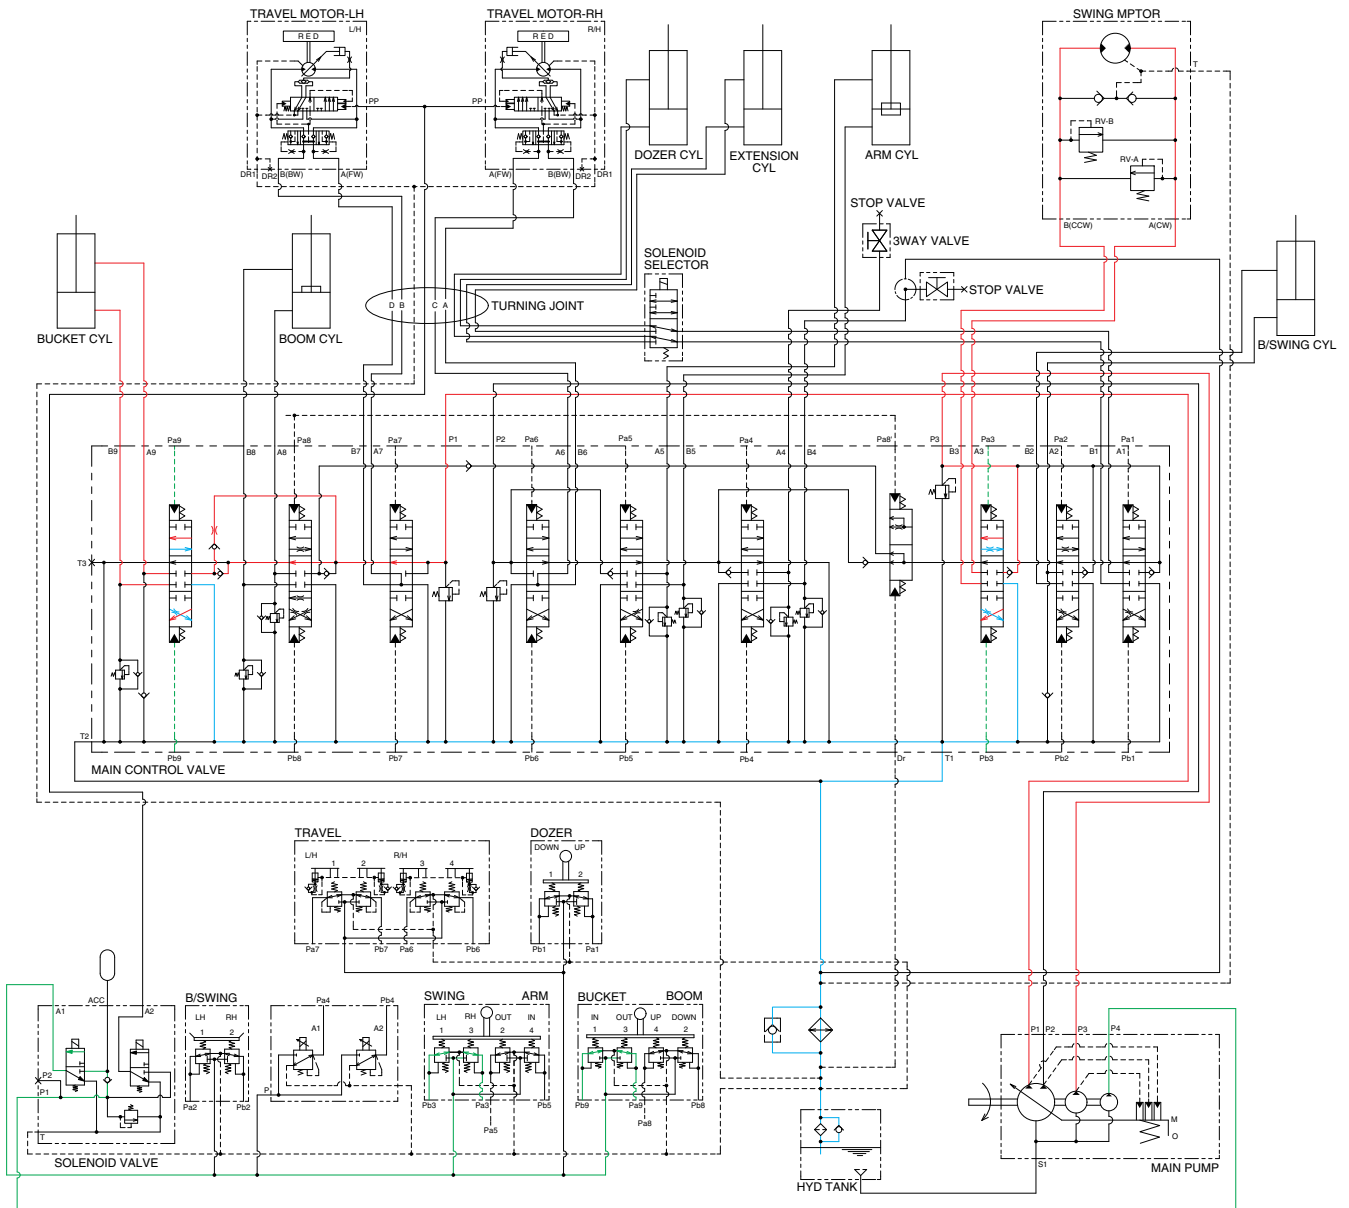 TRAVEL MOTOR-LH
TRAVEL MOTOR-RH
SWING MPTOR
L/H
R/H
RED
RED
T
PP
PP
RV-B
RV-A
DOZER CYL
EXTENSION
CYL
ARM CYL
DR1
DR2
B(BW)
A(FW)
A(FW)
B(BW)
DR2
DR1
STOP VALVE
3WAY VALVE
B(CCW)
A(CW)
SOLENOID
SELECTOR
STOP VALVE
D B
C A
TURNING JOINT
BUCKET CYL
BOOM CYL
B/SWING CYL
Pa9
Pa8
Pa7
P1
P2
Pa6
Pa5
Pa4
Pa8'
P3
Pa3
Pa2
Pa1
B9
A9
B8
A8
B7
A7
A6
B6
A5
B5
A4
B4
B3
A3
B2
A2
B1
A1
T3
T2
Pb9
Pb8
Pb7
Pb6
Pb5
Pb4
Dr
T1
Pb3
Pb2
Pb1
MAIN CONTROL VALVE
TRAVEL
DOZER
L/H
1
2
R/H
3
4
DOWN
UP
1
2
Pa7
Pb7
Pa6
Pb6
Pb1
Pa1
ACC
A1
A2
B/SWING
LH
RH
1
2
Pa4
Pb4
A1
A2
SWING
ARM
LH
RH
OUT
IN
1
3
2
4
BUCKET
BOOM
IN
OUT
UP
DOWN
1
3
4
2
P1
P2
P3
P4
P2
P1
P
T
Pa2
Pb2
Pb3
Pa3
Pa5
Pb5
Pb9
Pa9
Pa8
Pb8
M
O
S1
SOLENOID VALVE
HYD TANK
MAIN PUMP